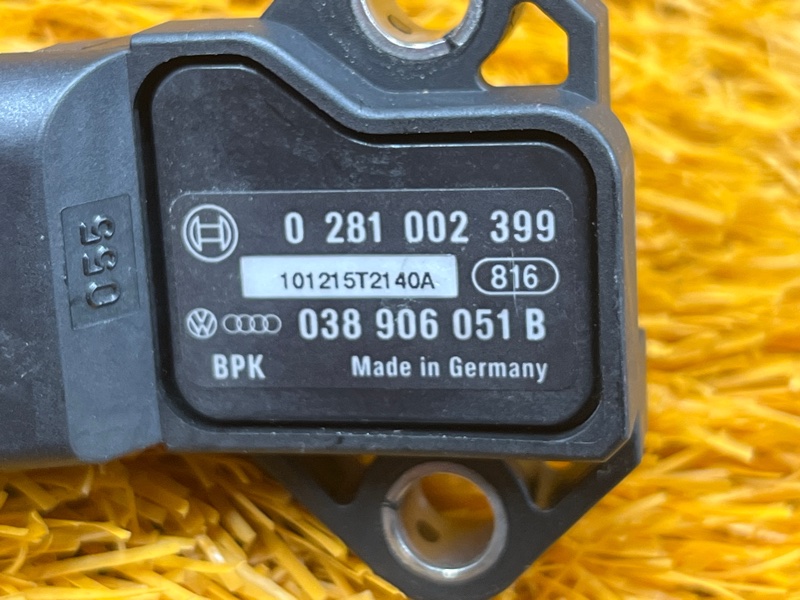 0 281 002 399
101215T2140A 816
038 906 051 B
BPK Made in Germany
055